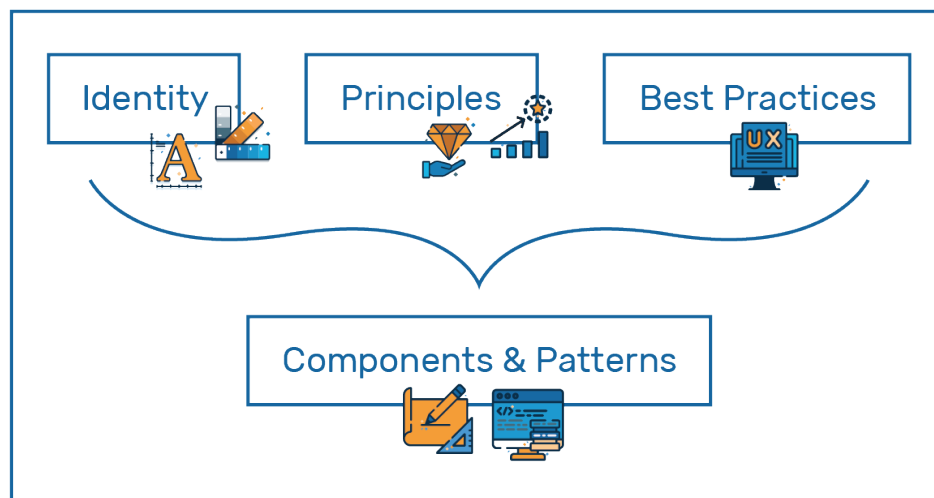 Identity
Principles
Best Practices
A
UX
Components & Patterns
</>